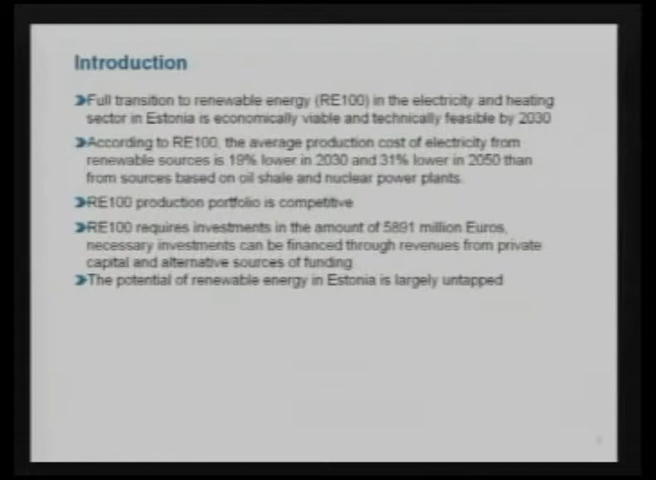 Introduction
Full transition to renewable energy (RE100) in the electricity and heating
sector in Estonia is economically viable and technically feasible by 2030
According to RE100, the average production cost of electricity from
renewable sources is 19% lower in 2030 and 31% lower in 2050 than
from sources based on oil shale and nuclear power plants.
RE100 production portfolio is competitive
RE100 requires investments in the amount of 5891 million Euros,
necessary investments can be financed through revenues from private
capital and alternative sources of funding
The potential of renewable energy in Estonia is largely untapped